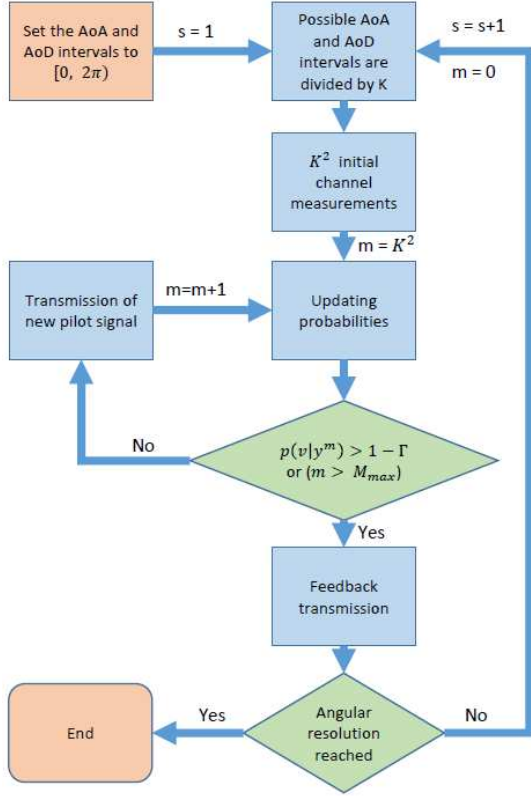 Set the AoA and
AoD intervals to
[0, 2π)
s = 1
Possible AoA
and AoD
intervals are
divided by K
s = s+1
m = 0
K² initial
channel
measurements
m = K²
Transmission of
new pilot signal
m=m+1
Updating
probabilities
No
p(v|yᵐ) > 1 − Γ
or (m > Mₘₐₓ)
Yes
Feedback
transmission
End
Yes
Angular
resolution
reached
No